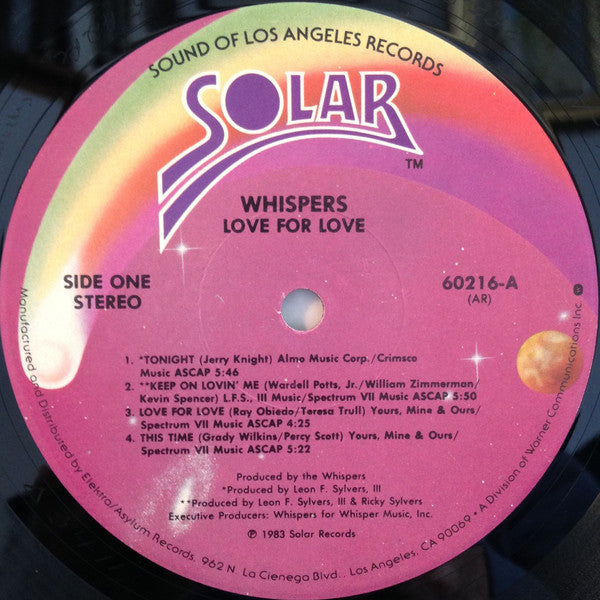 SOUND OF LOS ANGELES RECORDS
SOLAR
TM
WHISPERS
LOVE FOR LOVE
SIDE ONE
STEREO
60216-A
(AR)
1. *TONIGHT (Jerry Knight) Almo Music Corp./Crimsco
Music ASCAP 5:46
2. **KEEP ON LOVIN' ME (Wardell Potts, Jr./William Zimmerman/
Kevin Spencer) L.F.S., III Music/Spectrum VII Music ASCAP 5:50
3. LOVE FOR LOVE (Ray Obiedo/Teresa Trull) Yours, Mine & Ours/
Spectrum VII Music ASCAP 4:25
4. THIS TIME (Grady Wilkins/Percy Scott) Yours, Mine & Ours/
Spectrum VII Music ASCAP 5:22
Produced by the Whispers
*Produced by Leon F. Sylvers, III
**Produced by Leon F. Sylvers, III & Ricky Sylvers
Executive Producers: Whispers for Whisper Music, Inc.
℗ 1983 Solar Records
Manufactured and Distributed by Elektra/Asylum Records. 962 N. La Cienega Blvd., Los Angeles, CA 90069 • A Division of Warner Communications Inc.